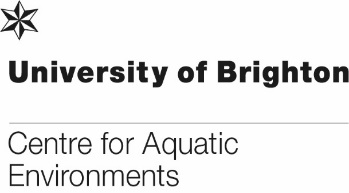 University of Brighton
Centre for Aquatic
Environments